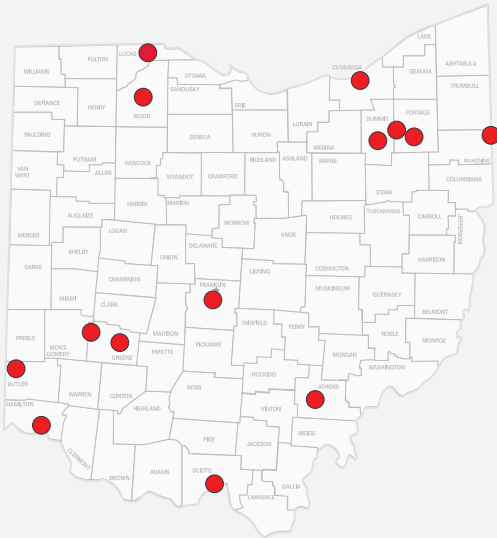 LAKE
LUCAS
FULTON
WILLIAMS
OTTAWA
CUYAHOGA
GEAUGA
ASHTABULA
SANDUSKY
TRUMBULL
DEFIANCE
HENRY
WOOD
ERIE
LORAIN
SUMMIT
PORTAGE
PAULDING
SENECA
HURON
MEDINA
PUTNAM
HANCOCK
RICHLAND
ASHLAND
WAYNE
MAHONING
VAN
WERT
ALLEN
WYANDOT
CRAWFORD
COLUMBIANA
STARK
HARDIN
MARION
AUGLAIZE
TUSCARAWAS
CARROLL
JEFFERSON
MORROW
HOLMES
LOGAN
MERCER
KNOX
SHELBY
UNION
DELAWARE
HARRISON
DARKE
LICKING
COSHOCTON
CHAMPAIGN
FRANKLIN
MUSKINGUM
GUERNSEY
MIAMI
CLARK
BELMONT
FAIRFIELD
PERRY
PREBLE
MADISON
NOBLE
MONROE
MONT-
GOMERY
GREENE
FAYETTE
PICKAWAY
MORGAN
WASHINGTON
HOCKING
BUTLER
ROSS
ATHENS
WARREN
CLINTON
HAMILTON
HIGHLAND
VINTON
MEIGS
PIKE
JACKSON
CLERMONT
BROWN
ADAMS
SCIOTO
GALLIA
LAWRENCE